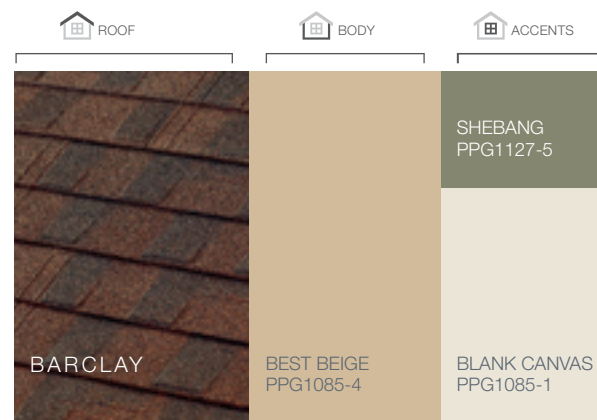 ROOF
BODY
ACCENTS
BARCLAY
BEST BEIGE
PPG1085-4
SHEBANG
PPG1127-5
BLANK CANVAS
PPG1085-1